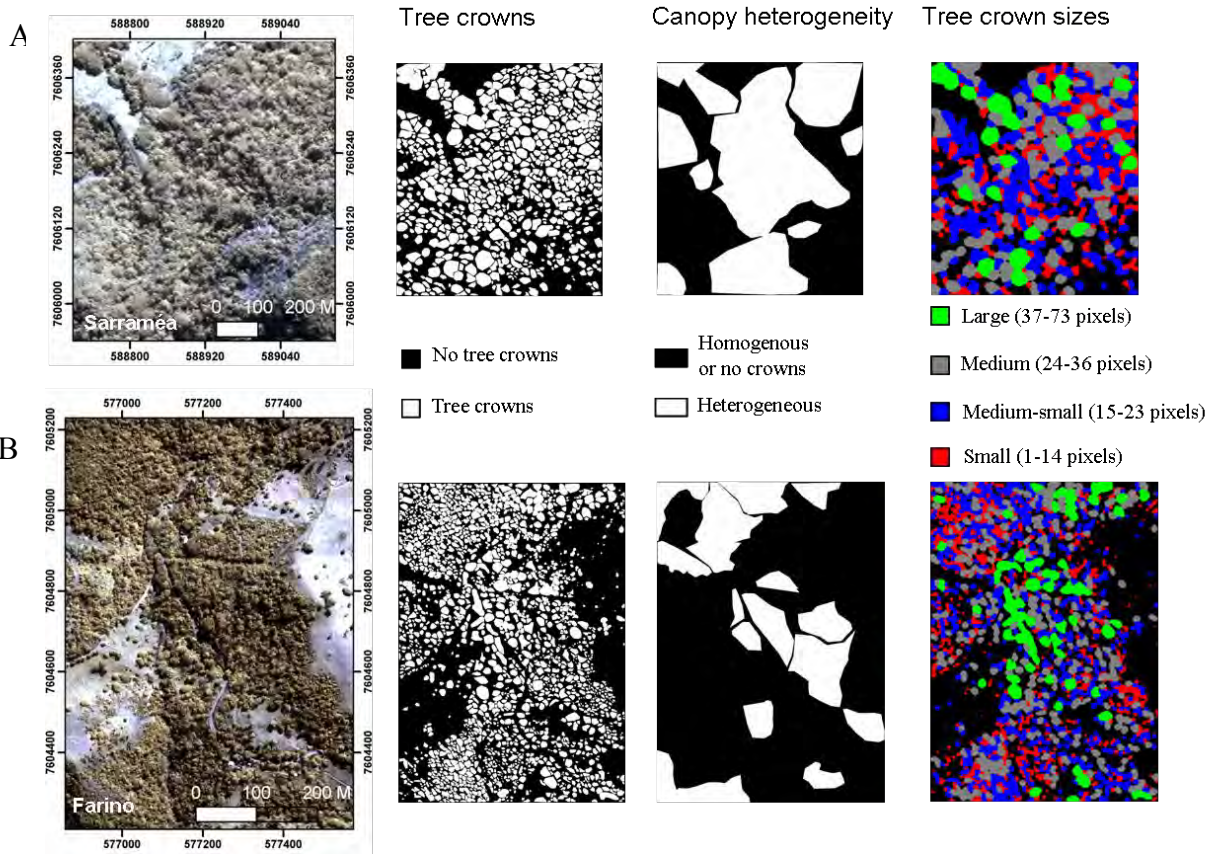 Tree crowns
Canopy heterogeneity
Tree crown sizes
A
588800 588920 589040
7606360
7606240
7606120
7606000
7606360
7606240
7606120
7606000
0 100 200 M
Sarraméa
588800 588920 589040
No tree crowns
Tree crowns
Homogenous
or no crowns
Heterogeneous
Large (37-73 pixels)
Medium (24-36 pixels)
Medium-small (15-23 pixels)
Small (1-14 pixels)
B
577000 577200 577400
7605200
7605000
7604800
7604600
7604400
7605200
7605000
7604800
7604600
7604400
0 100 200 M
Farino
577000 577200 577400